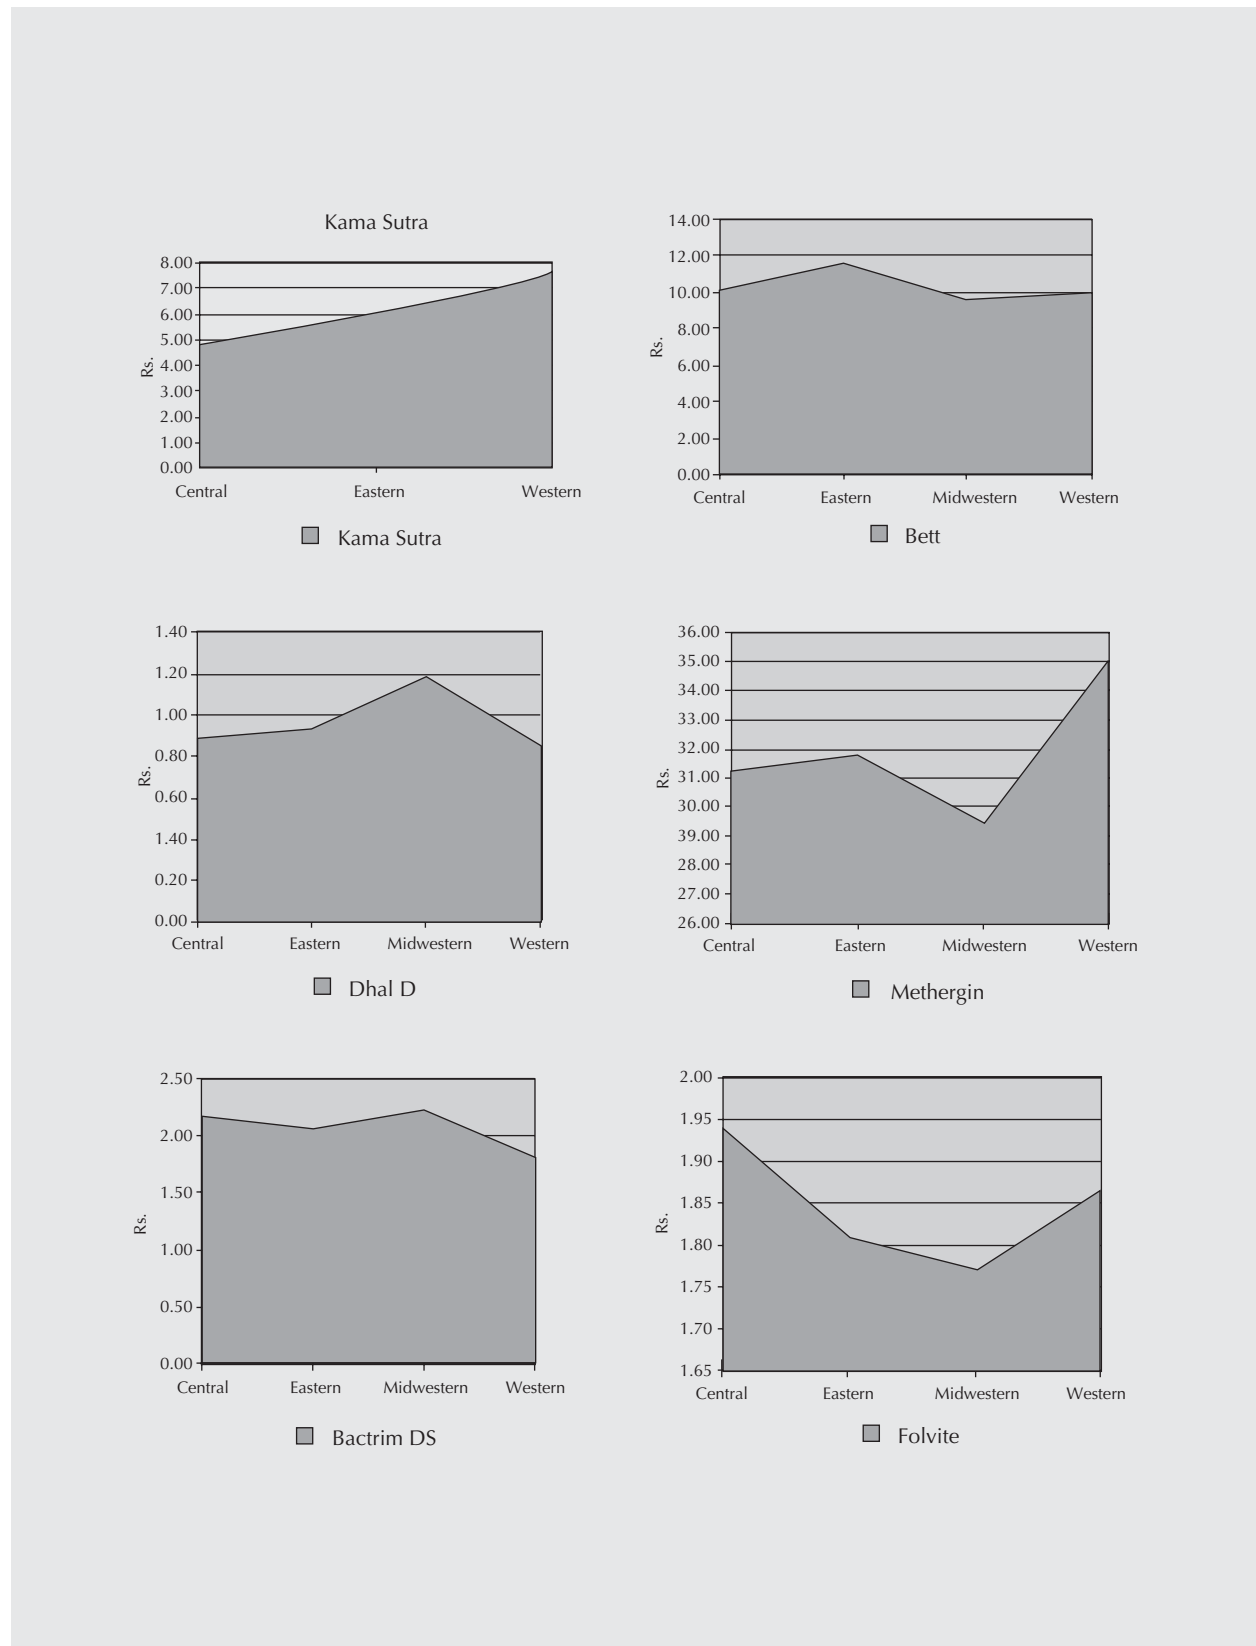 Kama Sutra
8.00
7.00
6.00
5.00
4.00
3.00
2.00
1.00
0.00
Rs.
Central Eastern Western
Kama Sutra
14.00
12.00
10.00
8.00
6.00
4.00
2.00
0.00
Rs.
Central Eastern Midwestern Western
Bett
1.40
1.20
1.00
0.80
0.60
1.40
0.20
0.00
Rs.
Central Eastern Midwestern Western
Dhal D
36.00
35.00
34.00
33.00
32.00
31.00
30.00
39.00
28.00
27.00
26.00
Rs.
Central Eastern Midwestern Western
Methergin
2.50
2.00
1.50
1.00
0.50
0.00
Rs.
Central Eastern Midwestern Western
Bactrim DS
2.00
1.95
1.90
1.85
1.80
1.75
1.70
1.65
Rs.
Central Eastern Midwestern Western
Folvite